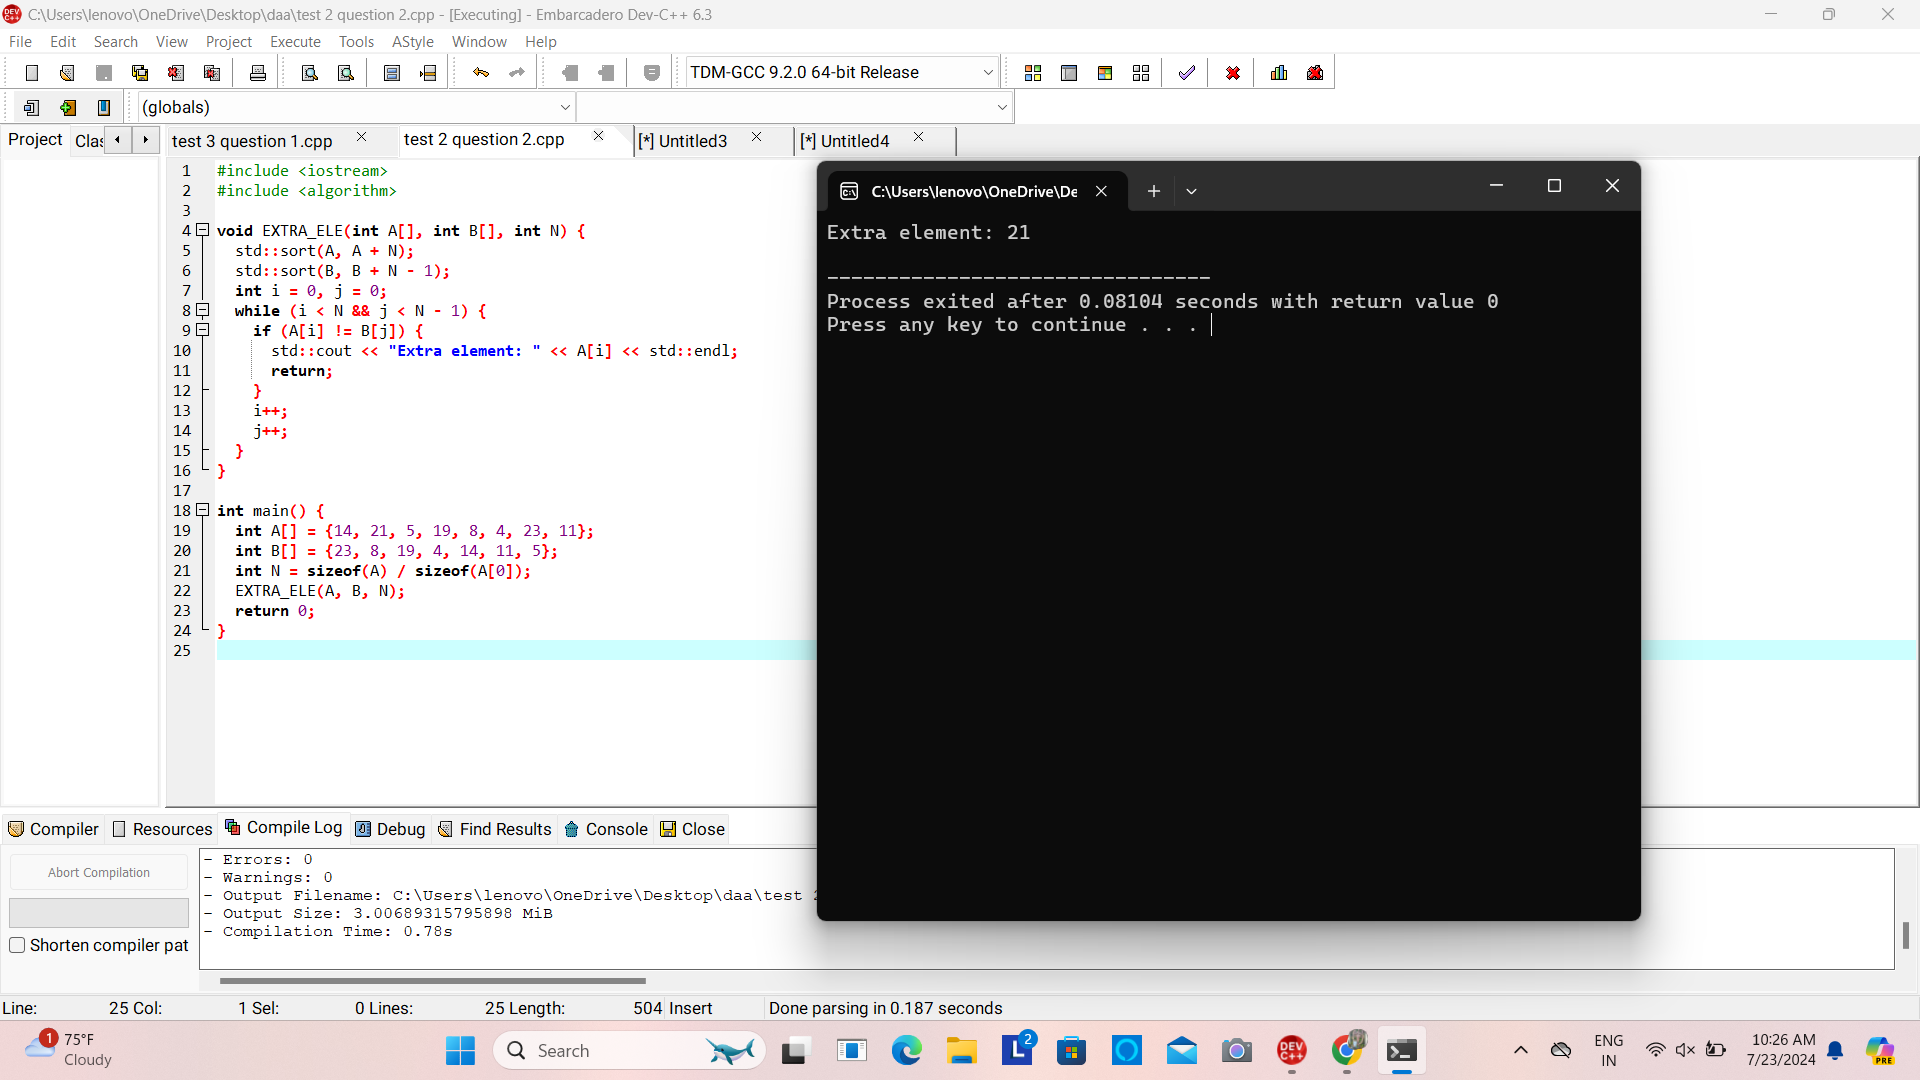 C:\Users\lenovo\OneDrive\Desktop\daa\test 2 question 2.cpp - [Executing] - Embarcadero Dev-C++ 6.3
File Edit Search View Project Execute Tools AStyle Window Help
TDM-GCC 9.2.0 64-bit Release
(globals)
Project Clas test 3 question 1.cpp test 2 question 2.cpp [*] Untitled3 [*] Untitled4
1 #include <iostream>
2 #include <algorithm>
3
4 void EXTRA_ELE(int A[], int B[], int N) {
5 std::sort(A, A + N);
6 std::sort(B, B + N - 1);
7 int i = 0, j = 0;
8 while (i < N && j < N - 1) {
9 if (A[i] != B[j]) {
10 std::cout << "Extra element: " << A[i] << std::endl;
11 return;
12 }
13 i++;
14 j++;
15 }
16 }
17
18 int main() {
19 int A[] = {14, 21, 5, 19, 8, 4, 23, 11};
20 int B[] = {23, 8, 19, 4, 14, 11, 5};
21 int N = sizeof(A) / sizeof(A[0]);
22 EXTRA_ELE(A, B, N);
23 return 0;
24 }
25
C:\Users\lenovo\OneDrive\De
Extra element: 21
--------------------------------
Process exited after 0.08104 seconds with return value 0
Press any key to continue . . .
Compiler Resources Compile Log Debug Find Results Console Close
Abort Compilation
Shorten compiler pat
- Errors: 0
- Warnings: 0
- Output Filename: C:\Users\lenovo\OneDrive\Desktop\daa\test 2
- Output Size: 3.00689315795898 MiB
- Compilation Time: 0.78s
Line: 25 Col: 1 Sel: 0 Lines: 25 Length: 504 Insert Done parsing in 0.187 seconds
1
75°F
Cloudy
Search
2
DEV C++
ENG
IN
10:26 AM
7/23/2024
PRE